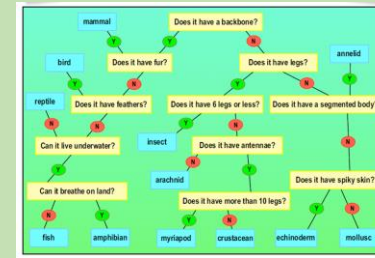 mammal
Does it have a backbone?
Y
Y
N
bird
Does it have fur?
Does it have legs?
annelid
Y
N
Y
N
Y
reptile
Does it have feathers?
Does it have 6 legs or less?
Does it have a segmented body?
N
N
Y
N
N
Can it live underwater?
insect
Does it have antennae?
Y
N
Y
arachnid
Can it breathe on land?
Does it have more than 10 legs?
Does it have spiky skin?
N
Y
Y
N
Y
N
fish
amphibian
myriapod
crustacean
echinoderm
mollusc